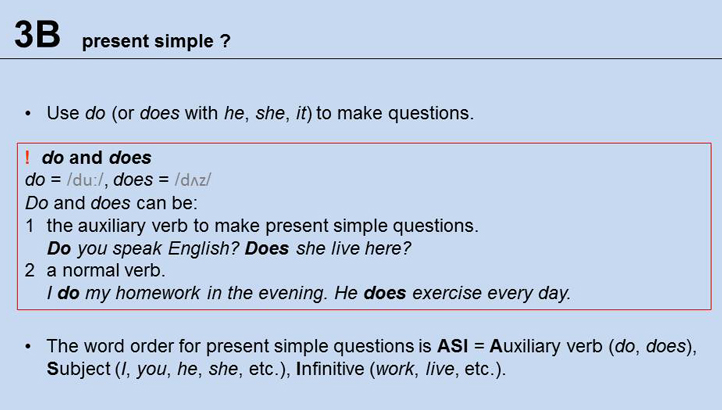 3B present simple ?
• Use do (or does with he, she, it) to make questions.
! do and does
do = /duː/, does = /dʌz/
Do and does can be:
1 the auxiliary verb to make present simple questions.
Do you speak English? Does she live here?
2 a normal verb.
I do my homework in the evening. He does exercise every day.
• The word order for present simple questions is ASI = Auxiliary verb (do, does),
Subject (I, you, he, she, etc.), Infinitive (work, live, etc.).